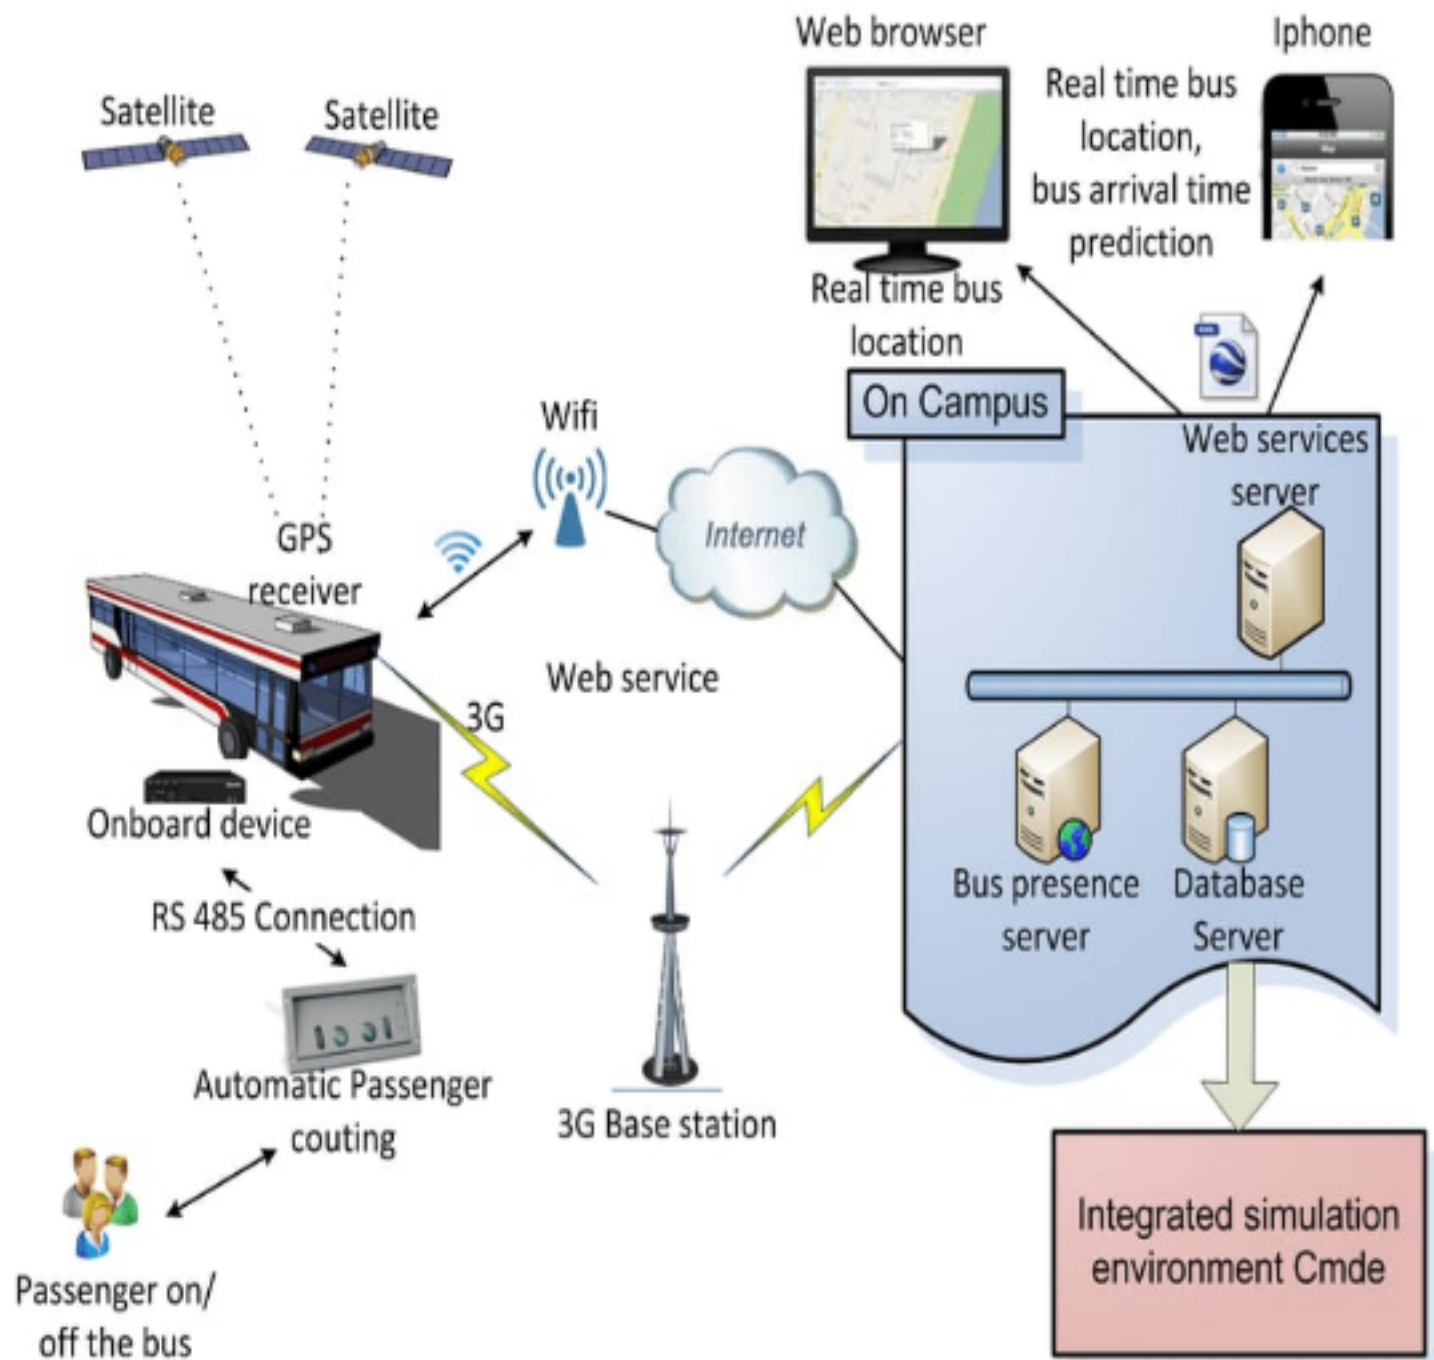 Web browser
Iphone
Satellite
Satellite
Real time bus
location,
bus arrival time
prediction
Real time bus
location
On Campus
Wifi
Web services
server
Internet
GPS
receiver
Web service
3G
Onboard device
RS 485 Connection
Bus presence
server
Database
Server
Automatic Passenger
couting
3G Base station
Integrated simulation
environment Cmde
Passenger on/
off the bus